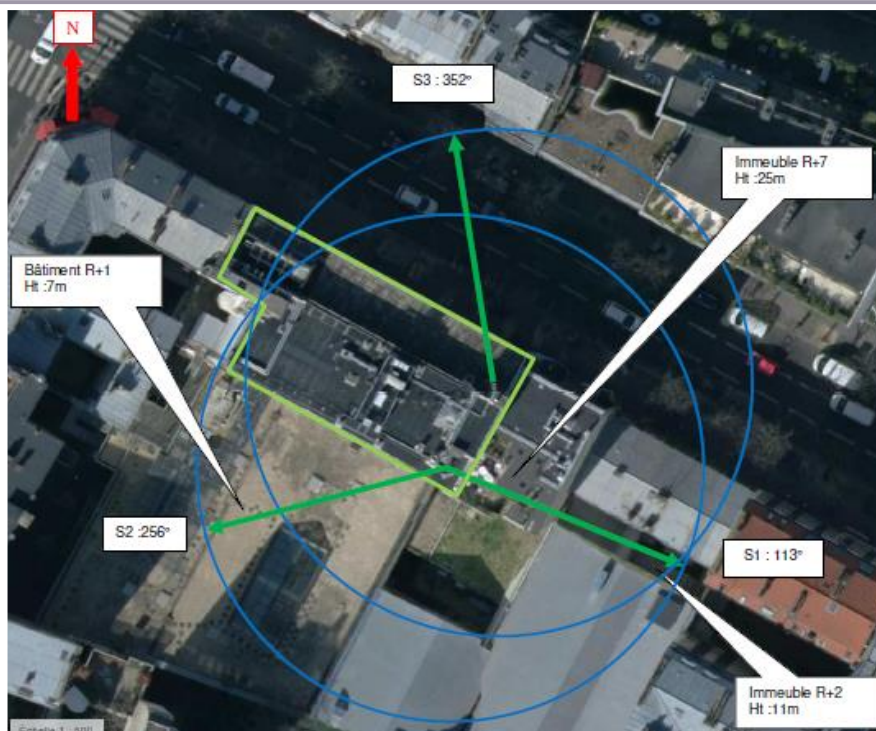 N
S3 : 352°
Immeuble R+7
Ht :25m
Bâtiment R+1
Ht :7m
S2 :256°
S1 : 113°
Immeuble R+2
Ht :11m